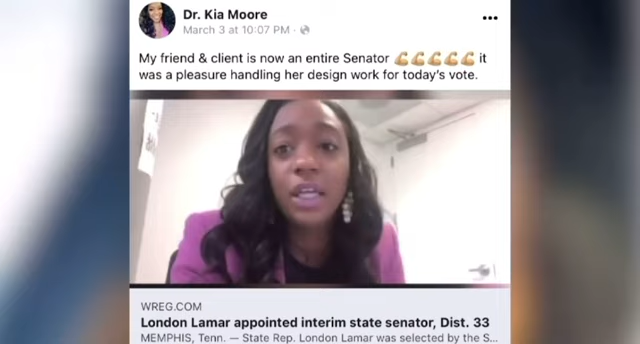 Dr. Kia Moore
March 3 at 10:07 PM ·
My friend & client is now an entire Senator 💪🏽💪🏽💪🏽💪🏽💪🏽 it
was a pleasure handling her design work for today's vote.
WREG.COM
London Lamar appointed interim state senator, Dist. 33
MEMPHIS, Tenn. — State Rep. London Lamar was selected by the S...